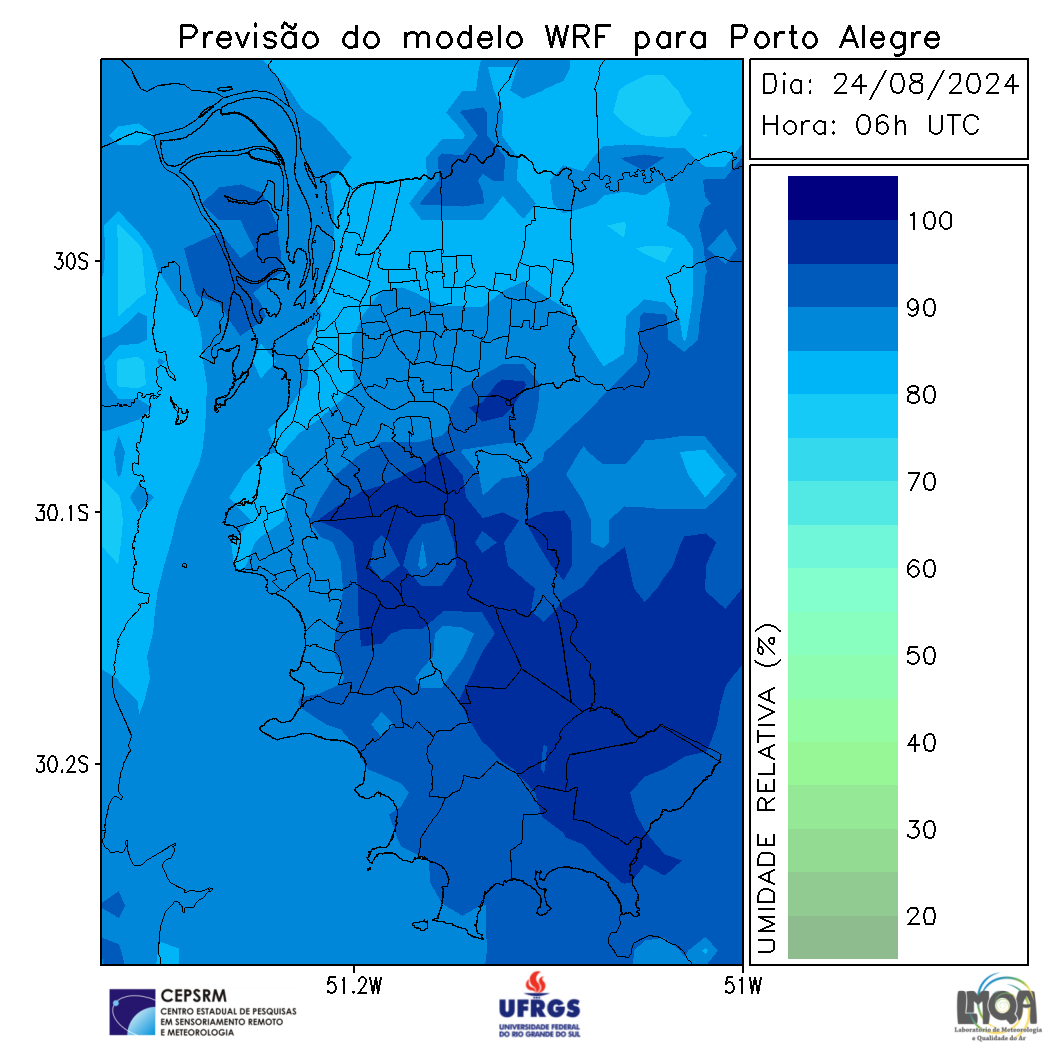 Previsão do modelo WRF para Porto Alegre
Dia: 24/08/2024
Hora: 06h UTC
30S
30.1S
30.2S
51.2W
51W
UMIDADE RELATIVA (%)
100
90
80
70
60
50
40
30
20
CEPSRM
CENTRO ESTADUAL DE PESQUISAS
EM SENSORIAMENTO REMOTO
E METEOROLOGIA
UFRGS
UNIVERSIDADE FEDERAL
DO RIO GRANDE DO SUL
LMQA
Laboratório de Meteorologia
e Qualidade do Ar